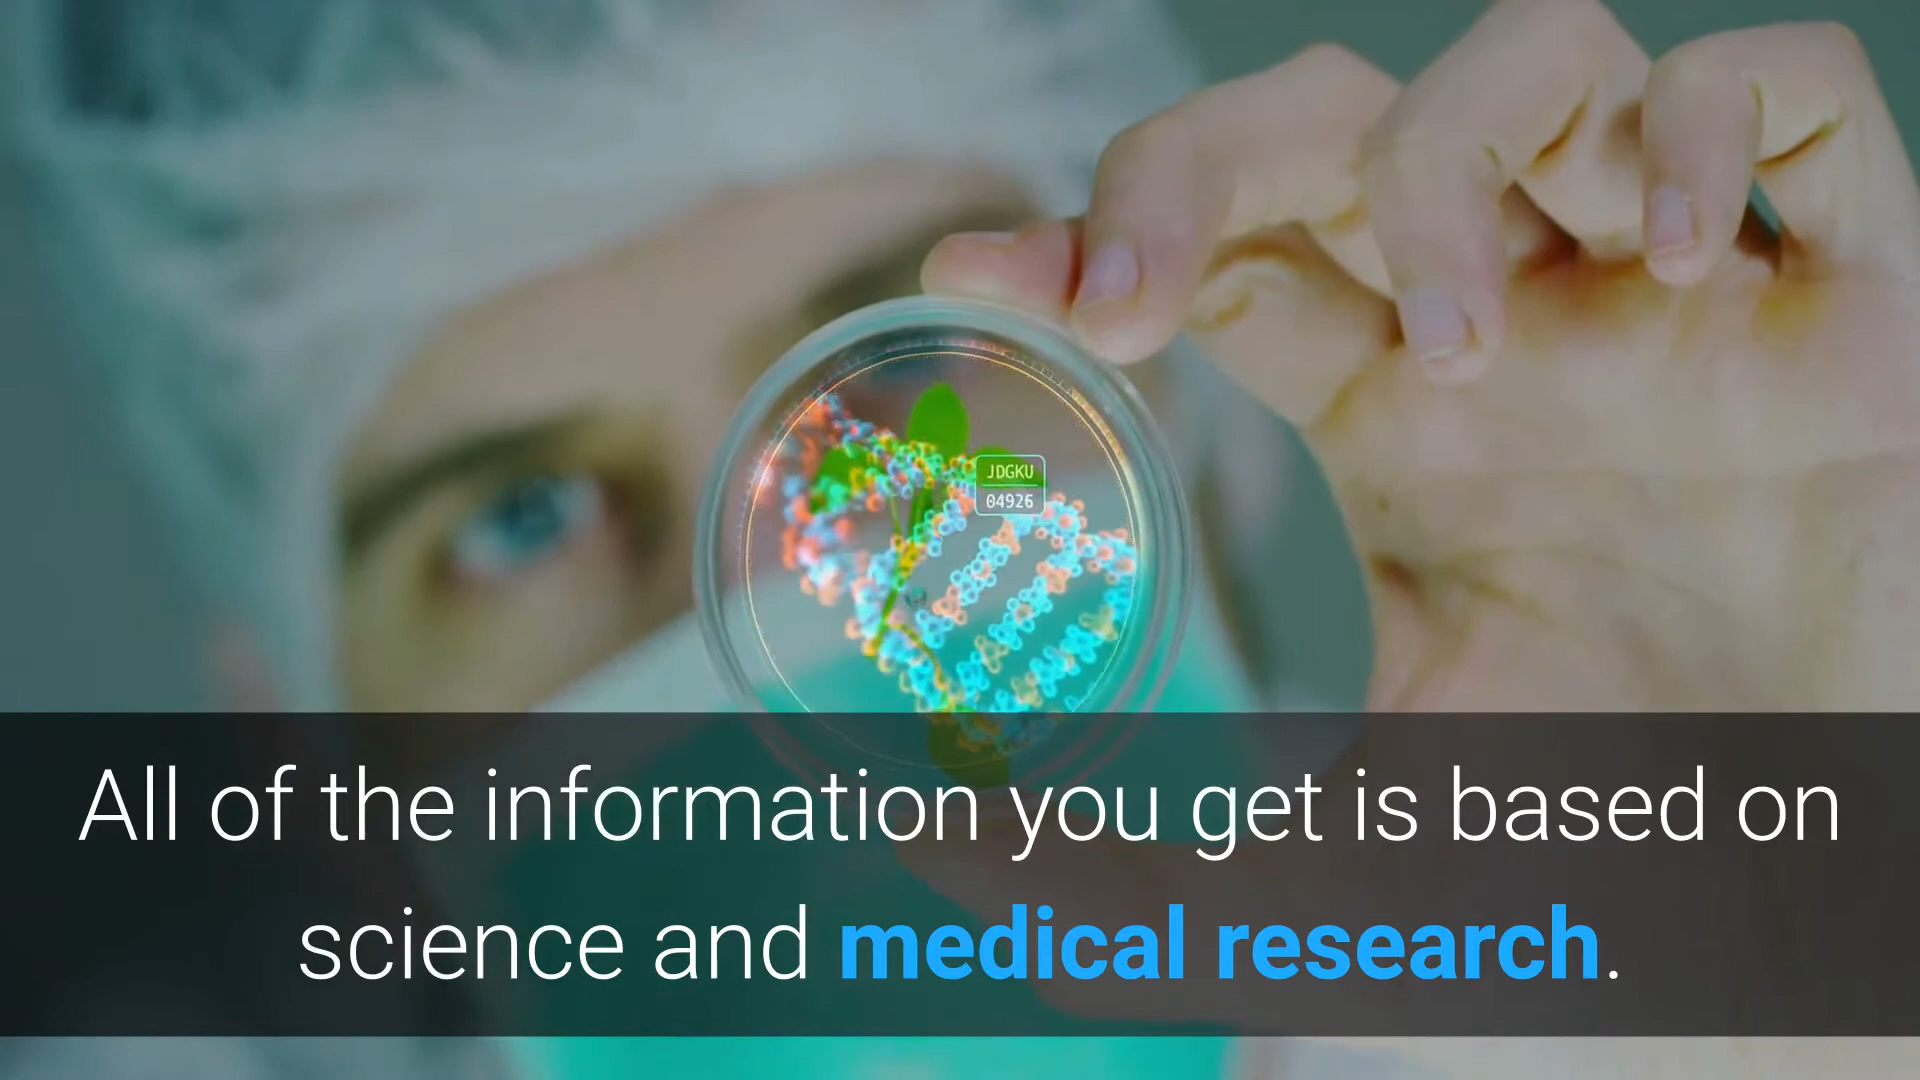 JDGKU
04926
All of the information you get is based on
science and medical research.